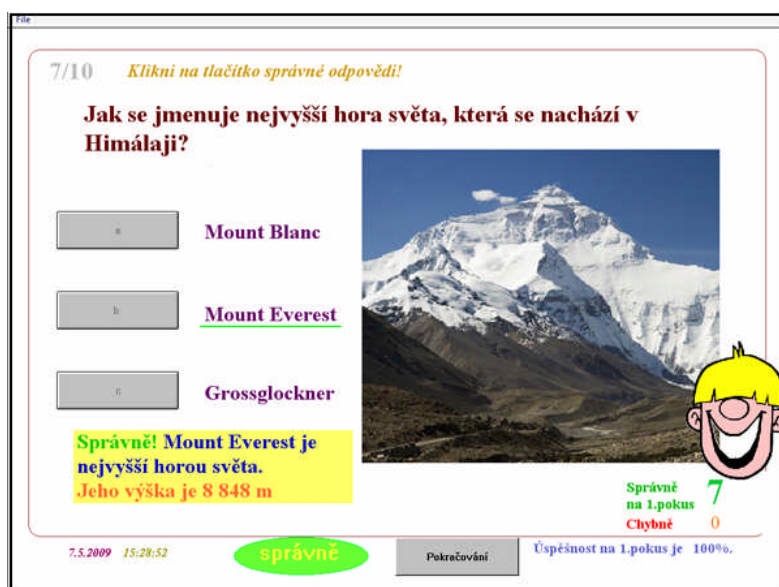 File
7/10 Klikni na tlačítko správné odpovědi!
Jak se jmenuje nejvyšší hora světa, která se nachází v
Himálaji?
a Mount Blanc
b Mount Everest
c Grossglockner
Správně! Mount Everest je
nejvyšší horou světa.
Jeho výška je 8 848 m
Správně
na 1.pokus 7
Chybně 0
7.5.2009 15:28:52 správně Pokračování Úspěšnost na 1.pokus je 100%.